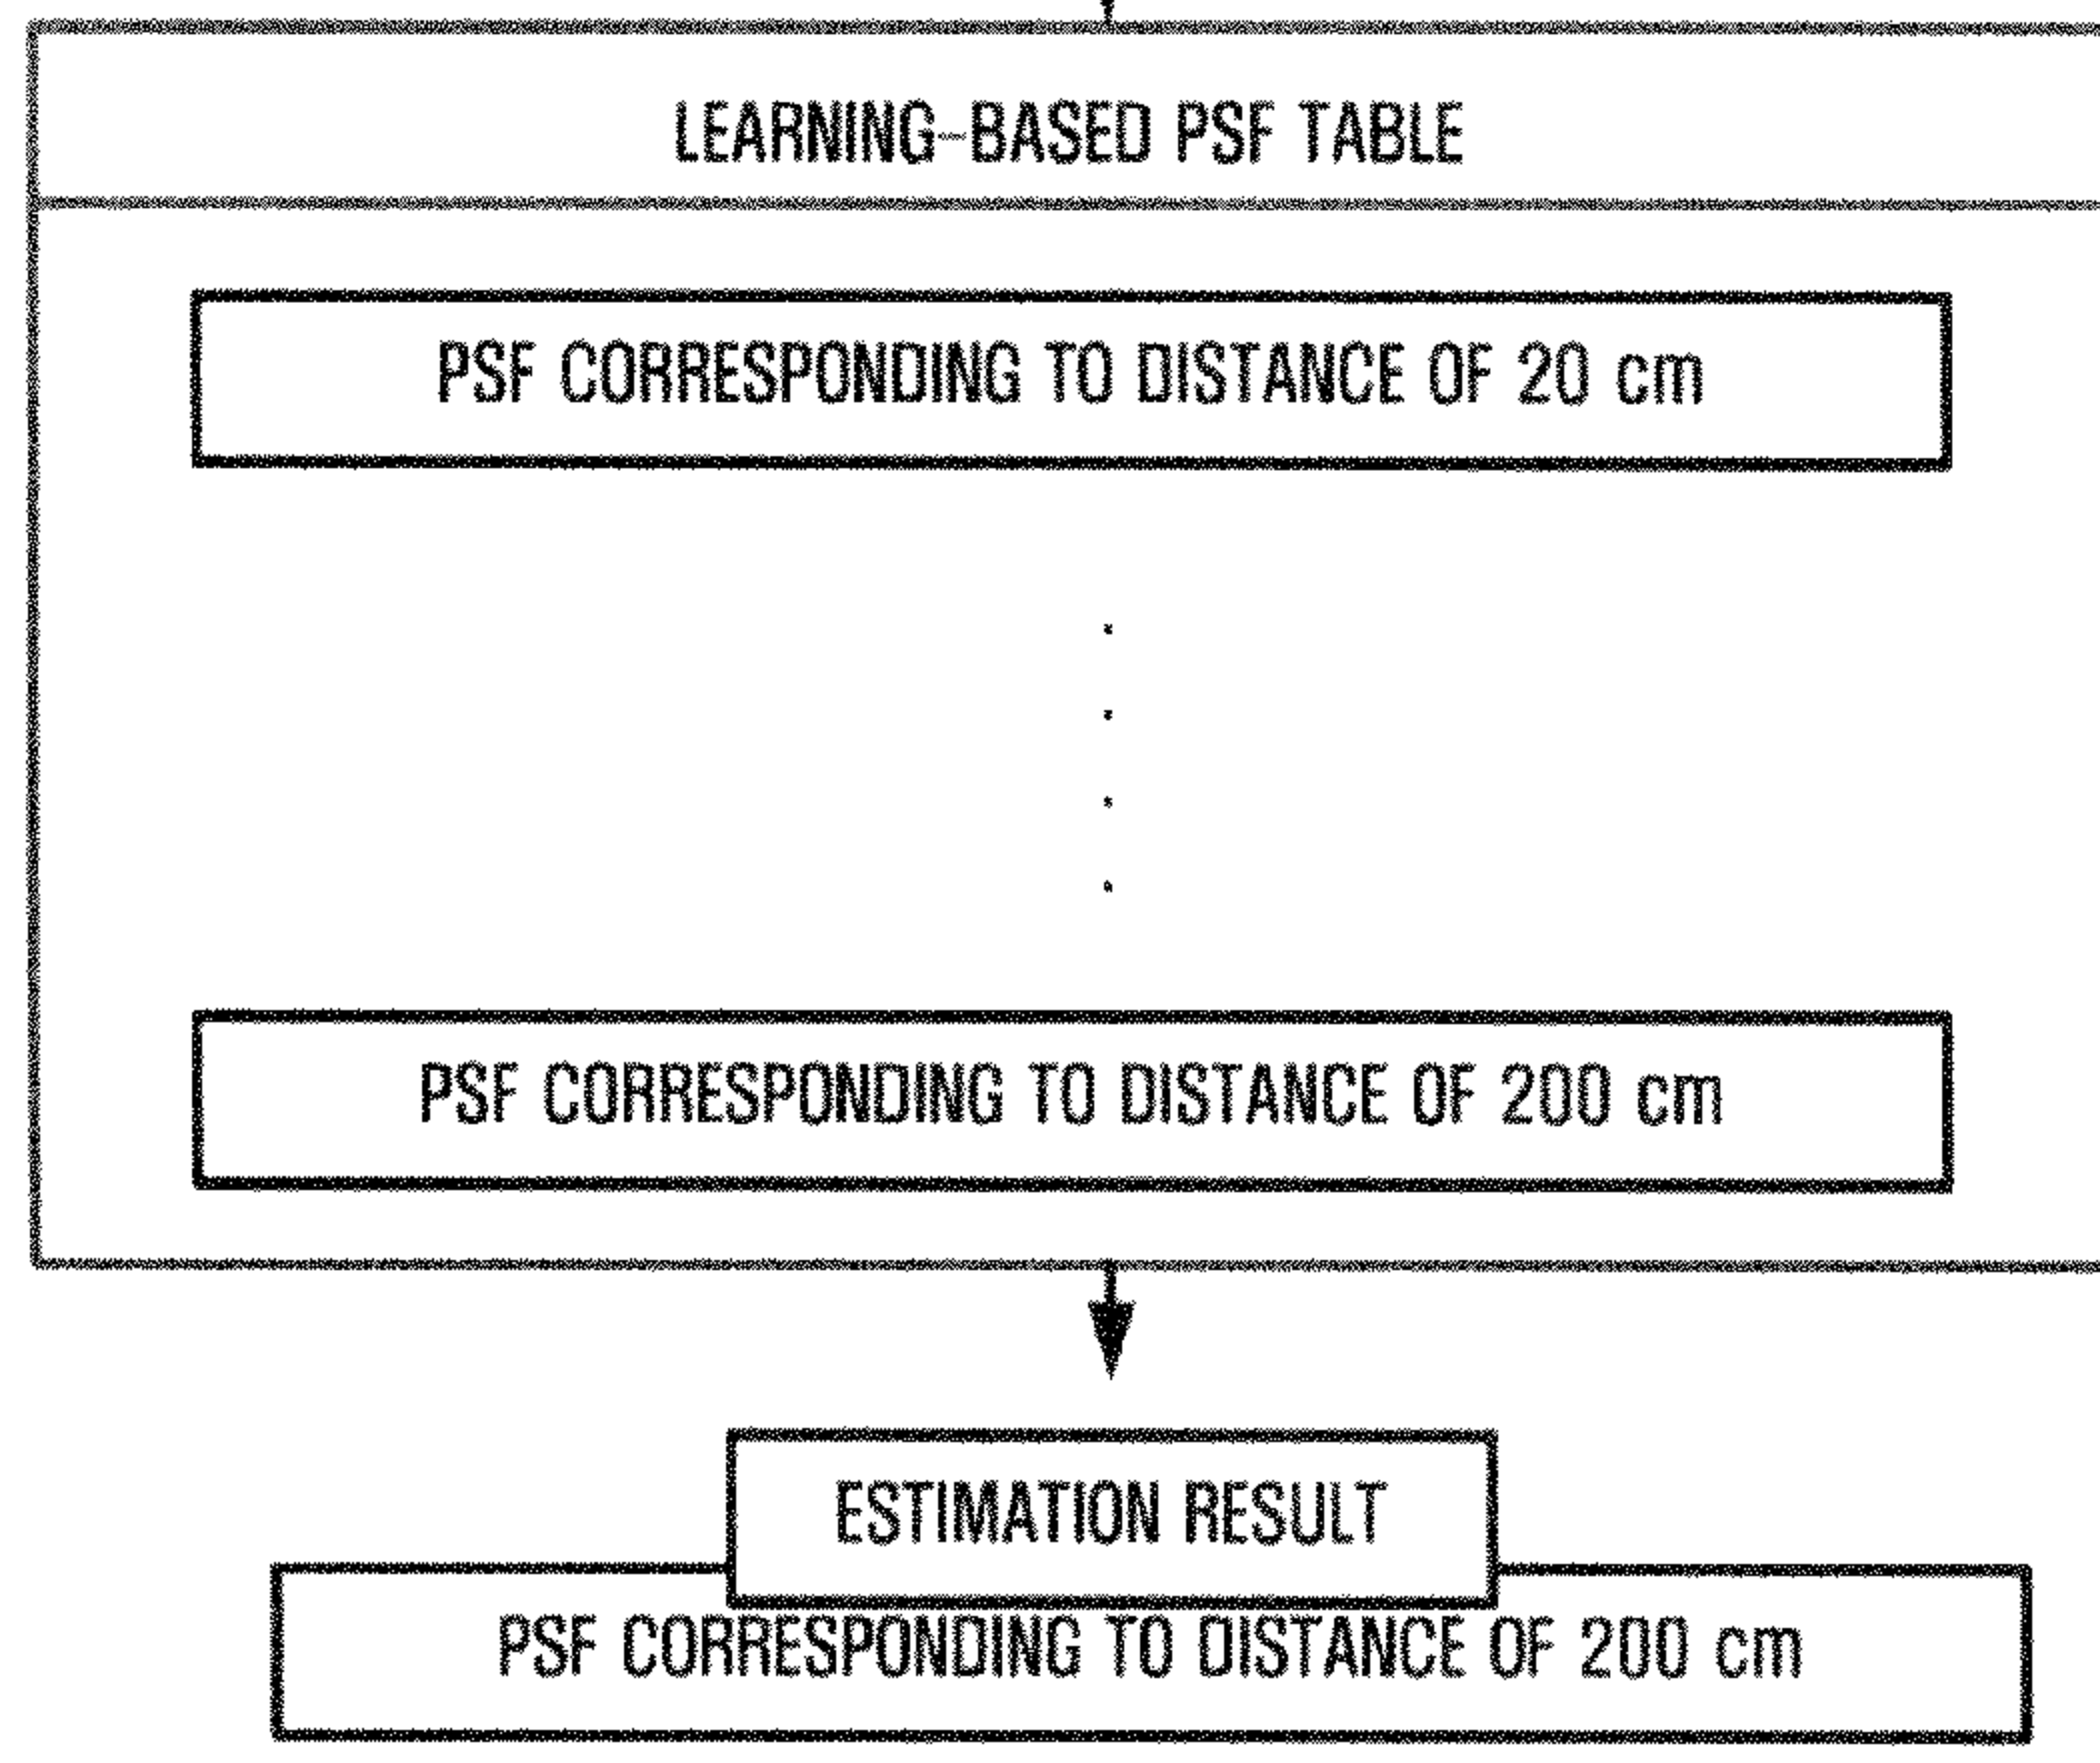 LEARNING-BASED PSF TABLE
PSF CORRESPONDING TO DISTANCE OF 20 cm
PSF CORRESPONDING TO DISTANCE OF 200 cm
ESTIMATION RESULT
PSF CORRESPONDING TO DISTANCE OF 200 cm